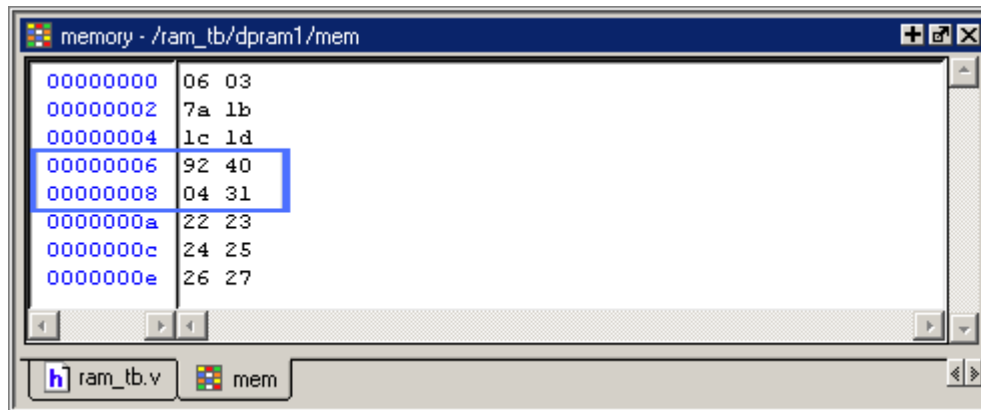 memory - /ram_tb/dpram1/mem
00000000 06 03
00000002 7a 1b
00000004 1c 1d
00000006 92 40
00000008 04 31
0000000a 22 23
0000000c 24 25
0000000e 26 27
h ram_tb.v mem